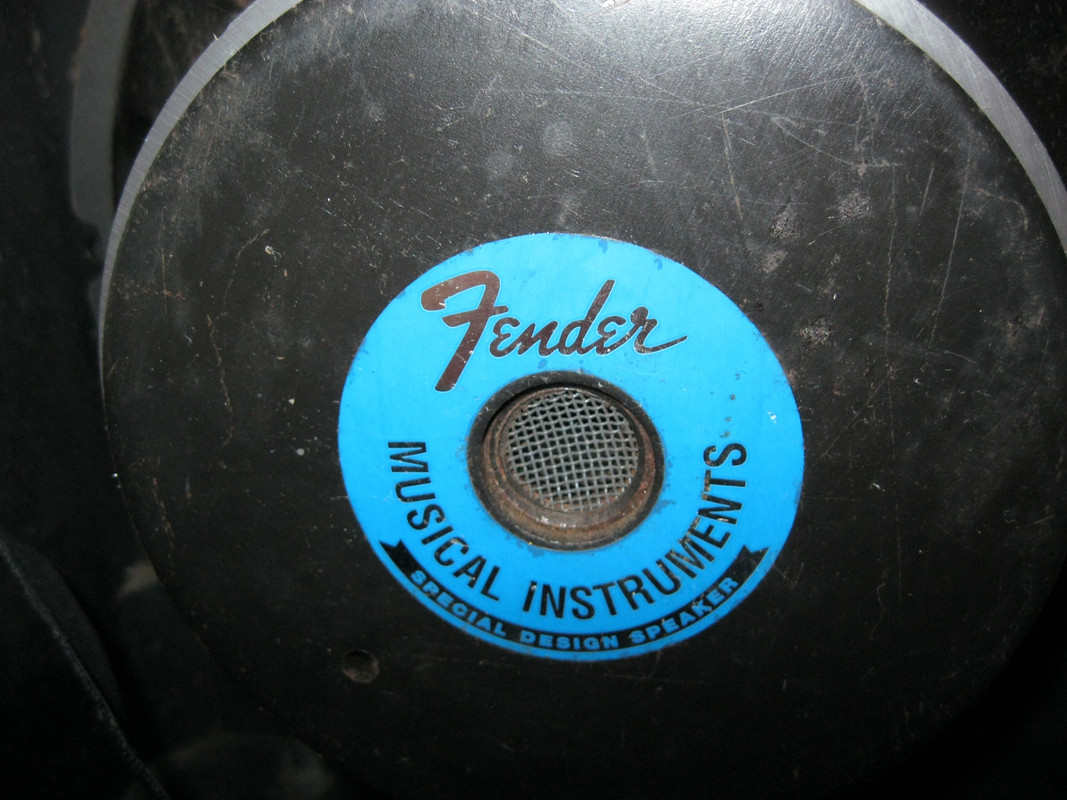 Fender
MUSICAL INSTRUMENTS
SPECIAL DESIGN SPEAKER